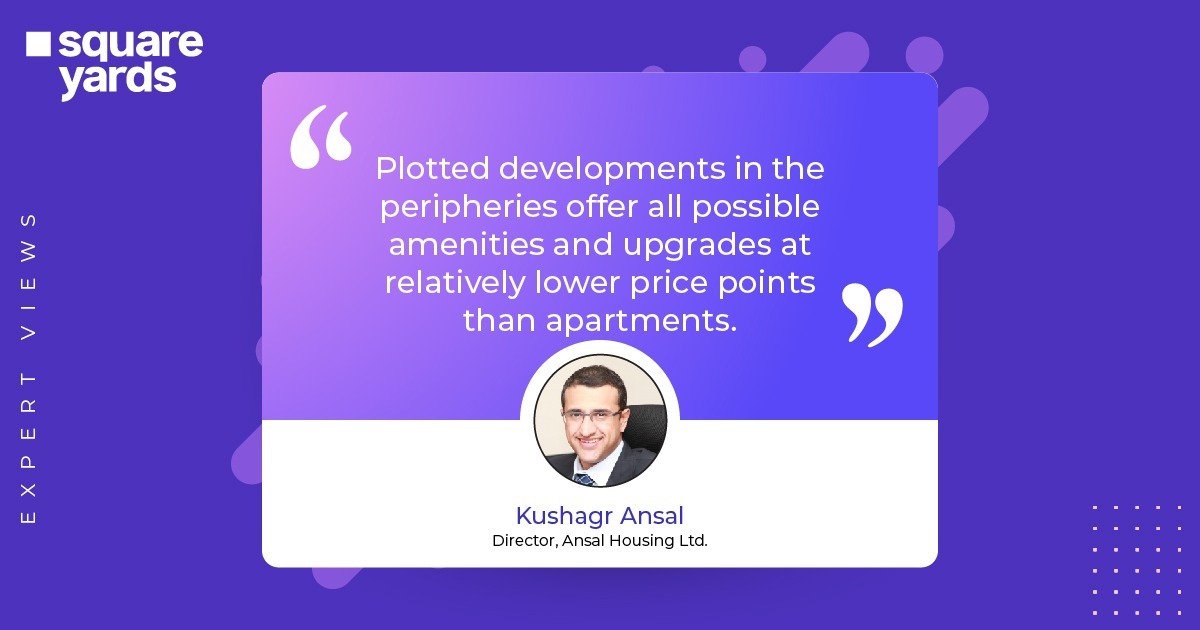 square
yards
EXPERT VIEWS
“
Plotted developments in the
peripheries offer all possible
amenities and upgrades at
relatively lower price points
than apartments.
”
Kushagr Ansal
Director, Ansal Housing Ltd.